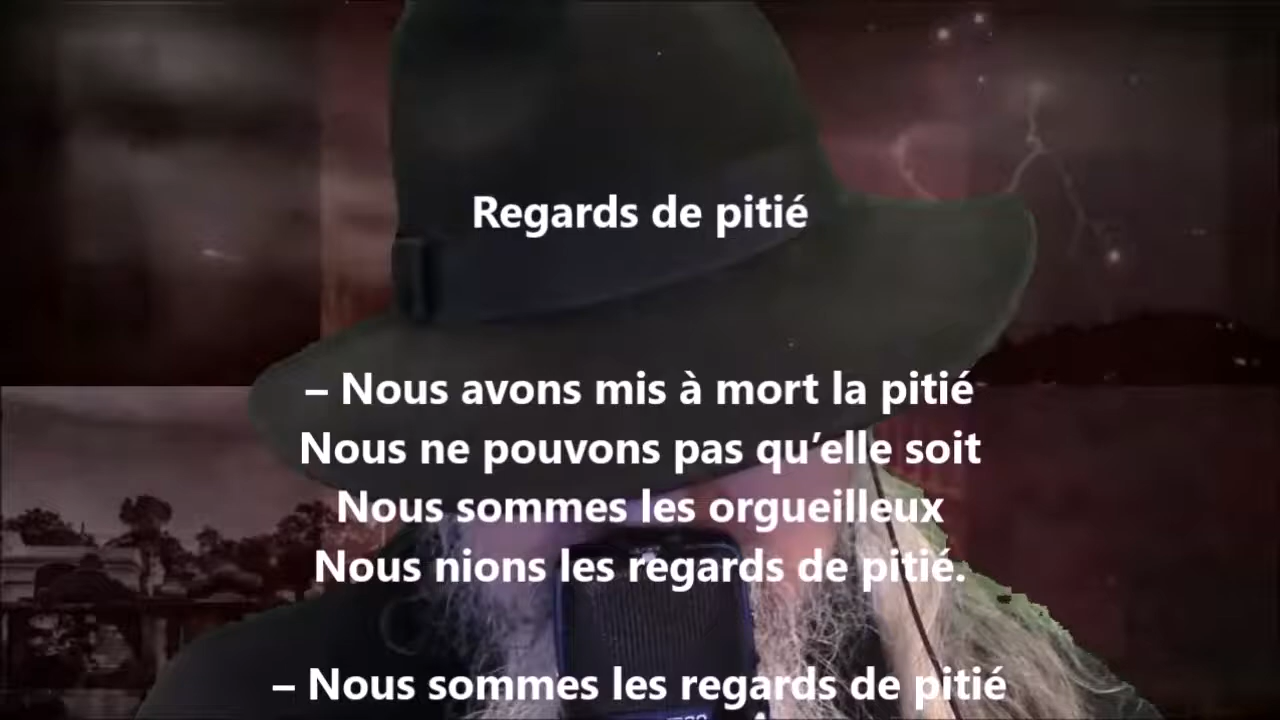 Regards de pitié
– Nous avons mis à mort la pitié
Nous ne pouvons pas qu’elle soit
Nous sommes les orgueilleux
Nous nions les regards de pitié.
– Nous sommes les regards de pitié